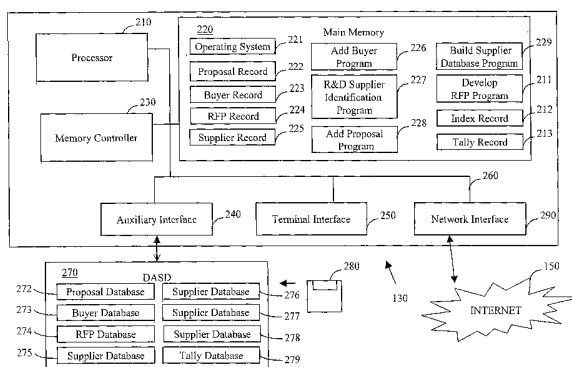 210
Processor
230
Memory Controller
220
Main Memory
Operating System
221
Proposal Record
222
Buyer Record
223
RFP Record
224
Supplier Record
225
Add Buyer
Program
226
R&D Supplier
Identification
Program
227
Add Proposal
Program
228
Build Supplier
Database Program
229
Develop
RFP Program
211
Index Record
212
Tally Record
213
260
Auxiliary Interface
240
Terminal Interface
250
Network Interface
290
270
DASD
272
Proposal Database
273
Buyer Database
274
RFP Database
275
Supplier Database
Supplier Database
276
Supplier Database
277
Supplier Database
278
Tally Database
279
280
130
150
INTERNET